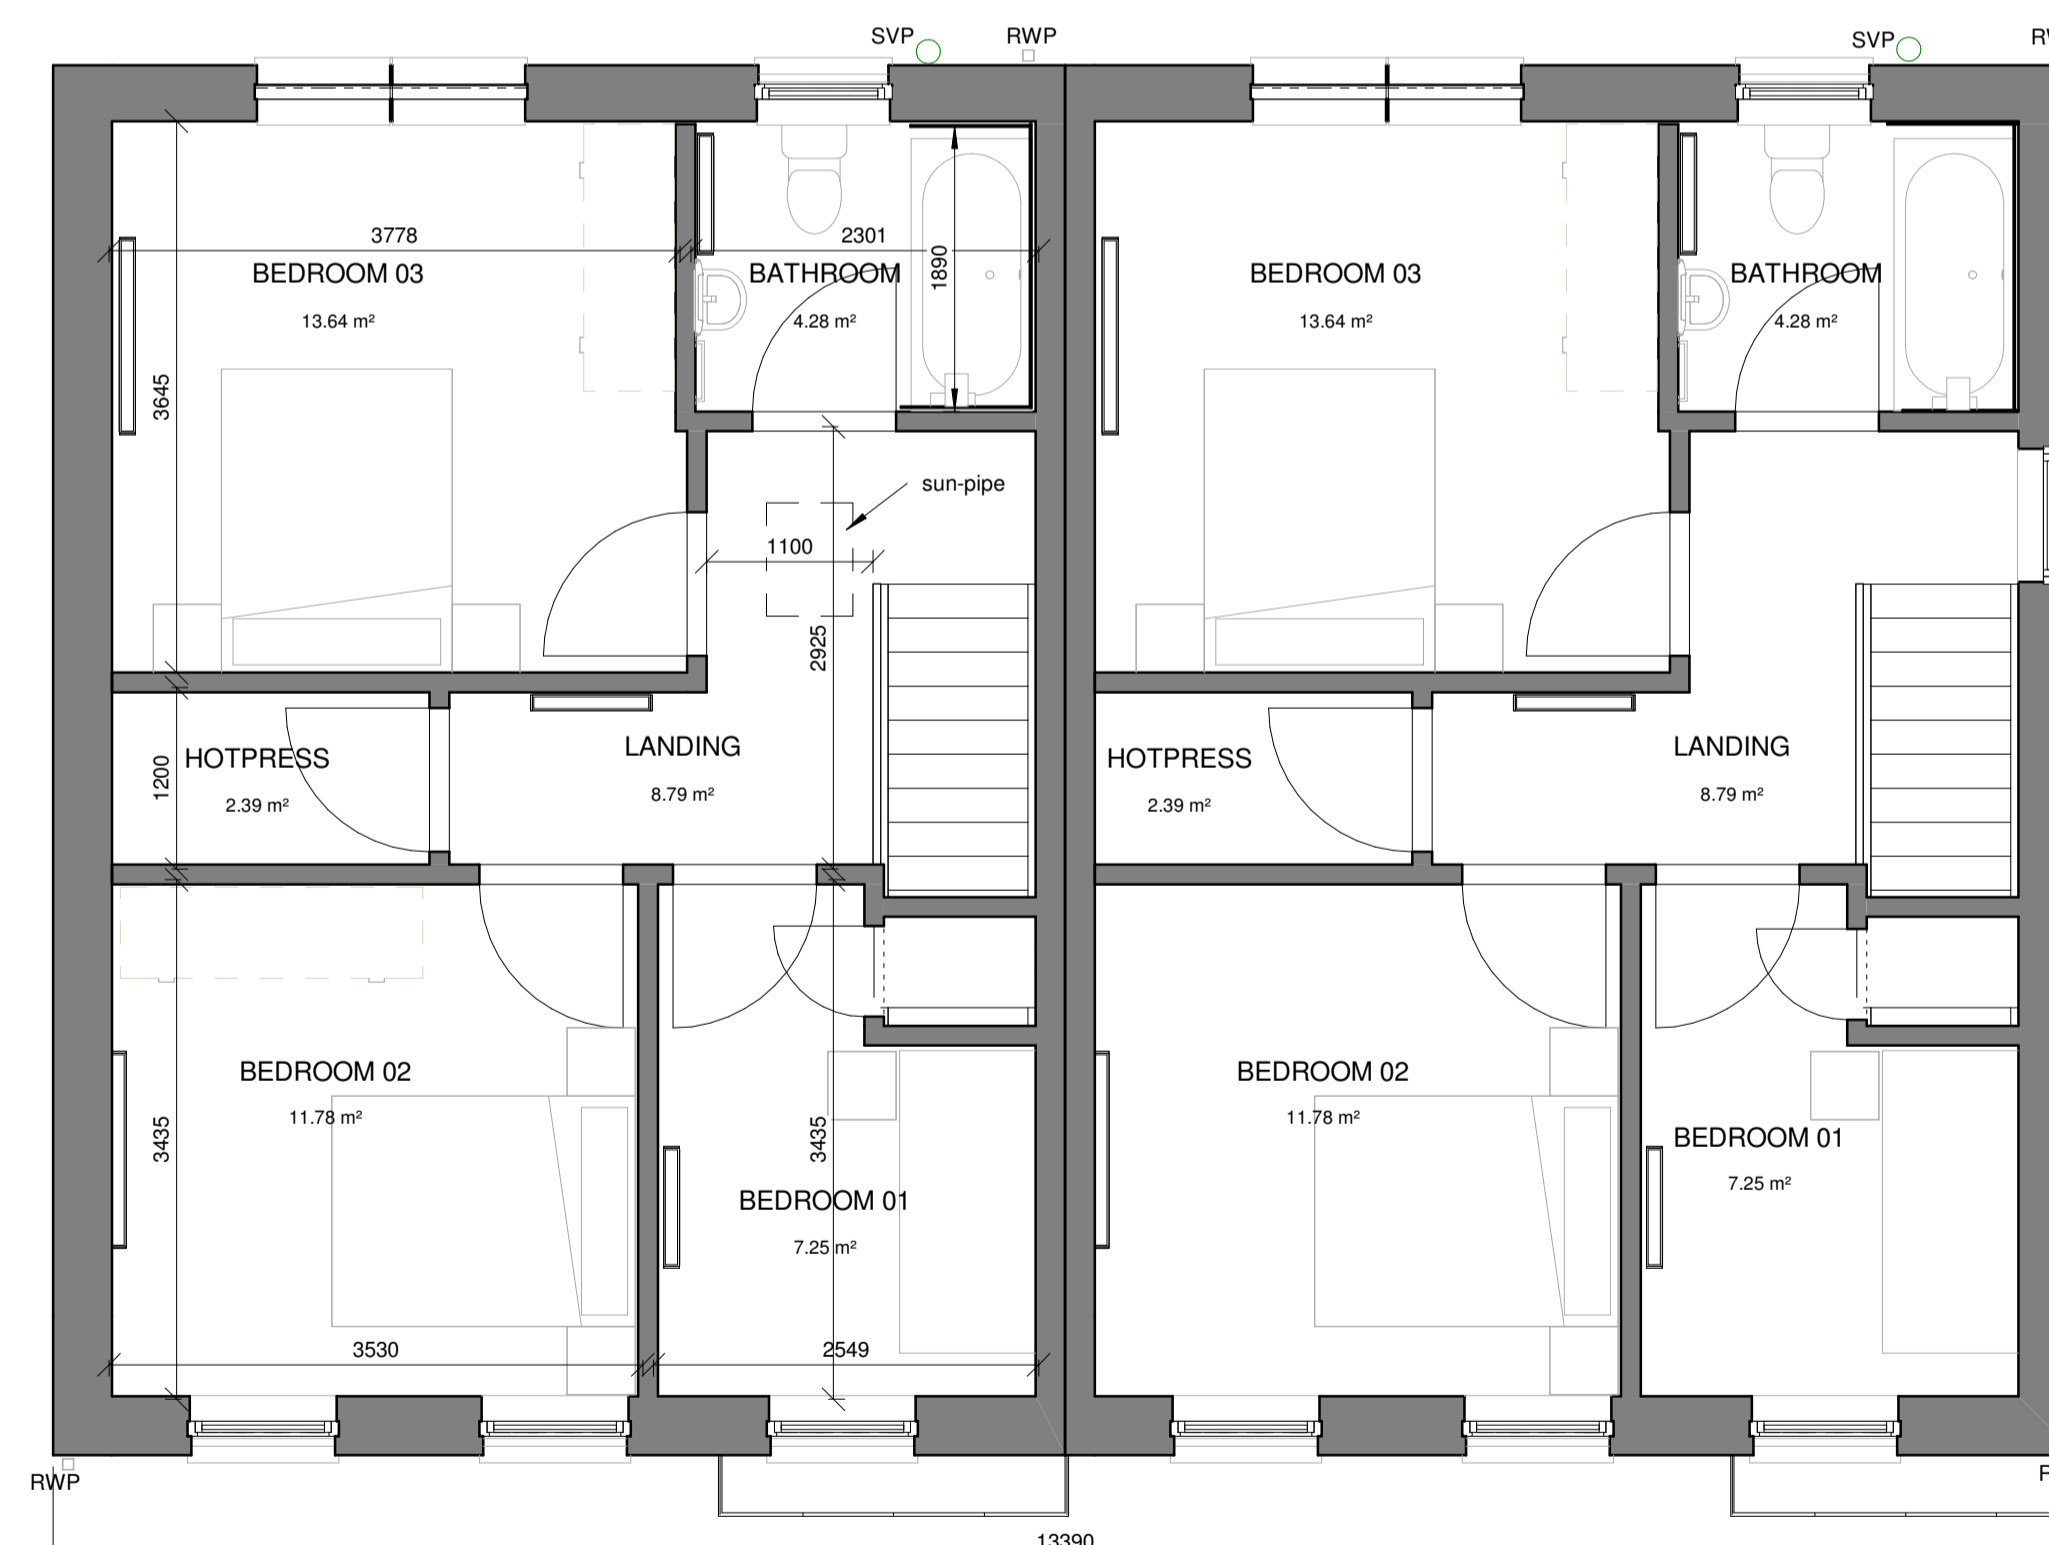 SVP
RWP
SVP
3778
2301
1890
BEDROOM 03
13.64 m²
BATHROOM
4.28 m²
BEDROOM 03
13.64 m²
BATHROOM
4.28 m²
3645
sun-pipe
1100
2925
HOTPRESS
2.39 m²
1200
LANDING
8.79 m²
HOTPRESS
2.39 m²
LANDING
8.79 m²
BEDROOM 02
11.78 m²
3435
3435
BEDROOM 01
7.25 m²
BEDROOM 02
11.78 m²
BEDROOM 01
7.25 m²
3530
2549
RWP
13390